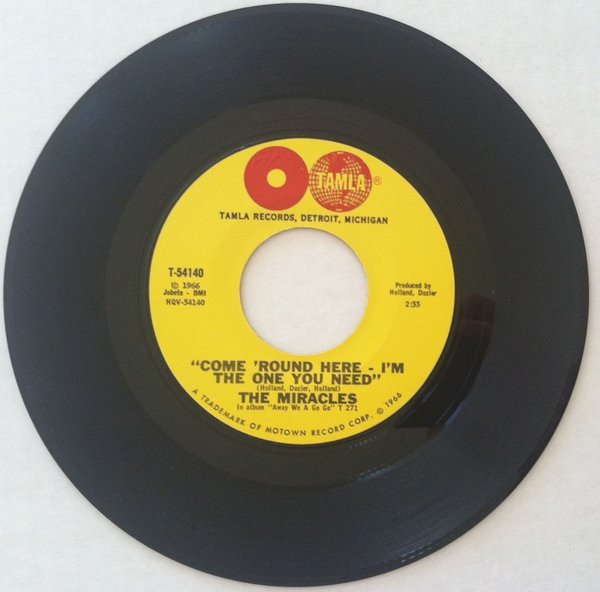 TAMLA ®
TAMLA RECORDS, DETROIT, MICHIGAN
T-54140
© 1966
Jobete - BMI
HQV-54140
Produced by
Holland, Dozier
2:33
"COME 'ROUND HERE - I'M
THE ONE YOU NEED"
(Holland, Dozier, Holland)
THE MIRACLES
In album "Away We A Go Go" T 271
A TRADEMARK OF MOTOWN RECORD CORP. © 1966